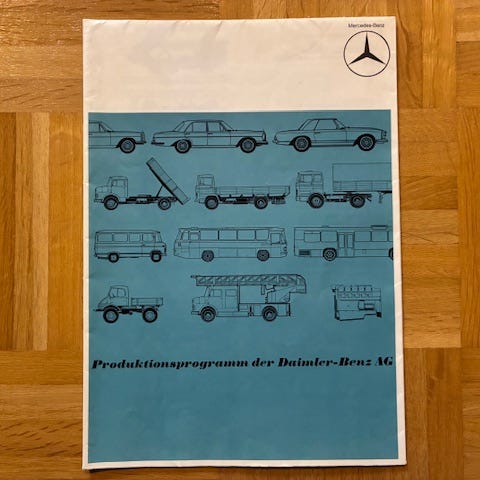 Mercedes-Benz
Produktionsprogramm der Daimler-Benz AG